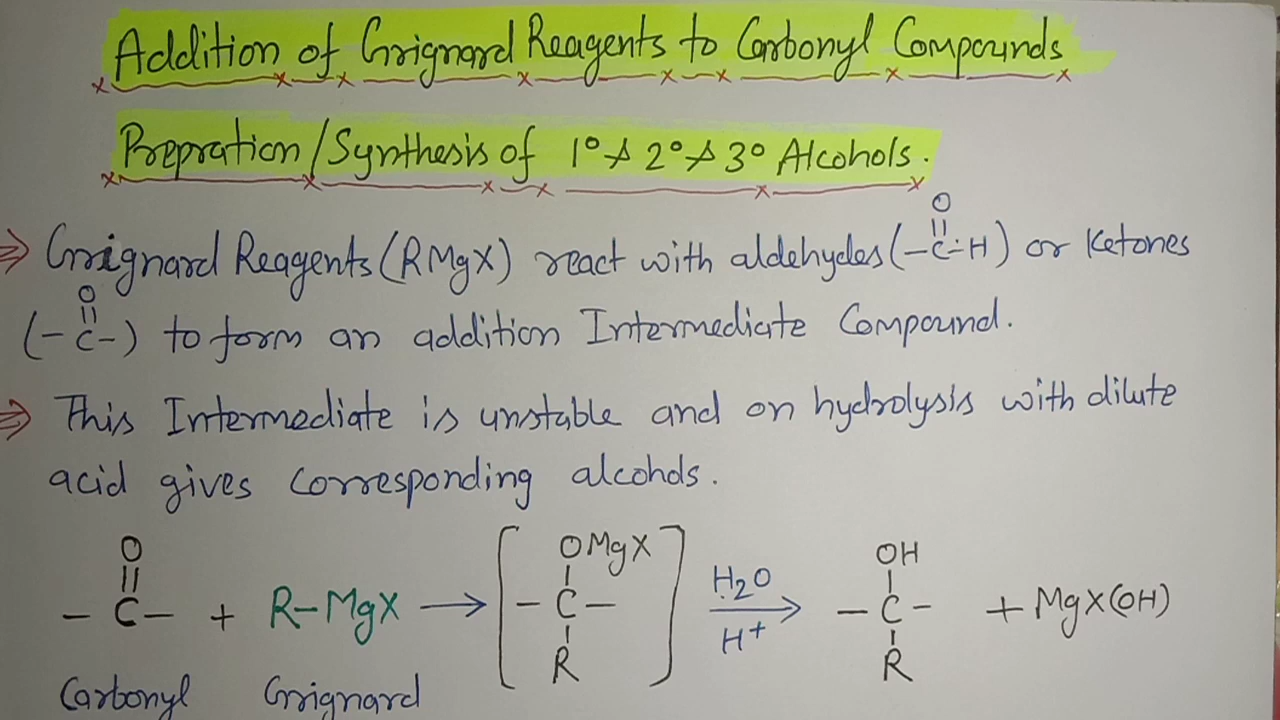 Addition of Grignard Reagents to Carbonyl Compounds
Prepration/Synthesis of 1°, 2°, 3° Alcohols.
⇒ Grignard Reagents (RMgX) react with aldehydes (-C-H) or Ketones
O
||
(-C-) to form an addition Intermediate Compound.
O
||
⇒ This Intermediate is unstable and on hydrolysis with dilute
acid gives corresponding alcohols.
O
||
- C - + R-MgX → [ OMgX
- C -
R ] H2O
H+ → OH
- C -
R + MgX(OH)
Carbonyl Grignard